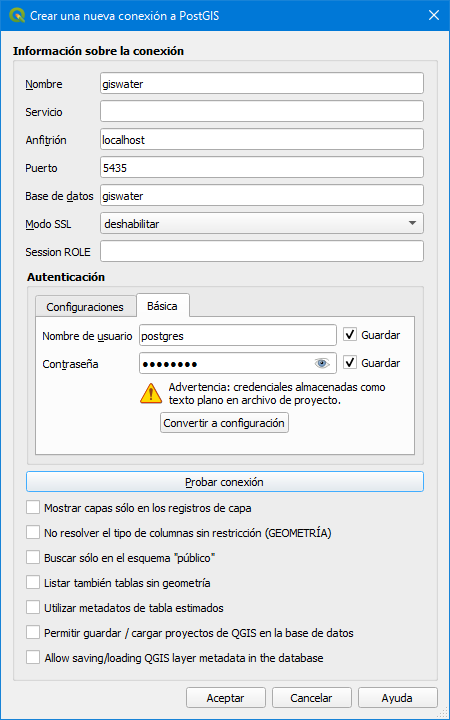 Crear una nueva conexión a PostGIS
Información sobre la conexión
Nombre giswater
Servicio
Anfitrión localhost
Puerto 5435
Base de datos giswater
Modo SSL deshabilitar
Session ROLE
Autenticación
Configuraciones Básica
Nombre de usuario postgres Guardar
Contraseña ●●●●●●●● Guardar
Advertencia: credenciales almacenadas como
texto plano en archivo de proyecto.
Convertir a configuración
Probar conexión
Mostrar capas sólo en los registros de capa
No resolver el tipo de columnas sin restricción (GEOMETRÍA)
Buscar sólo en el esquema "público"
Listar también tablas sin geometría
Utilizar metadatos de tabla estimados
Permitir guardar / cargar proyectos de QGIS en la base de datos
Allow saving/loading QGIS layer metadata in the database
Aceptar Cancelar Ayuda